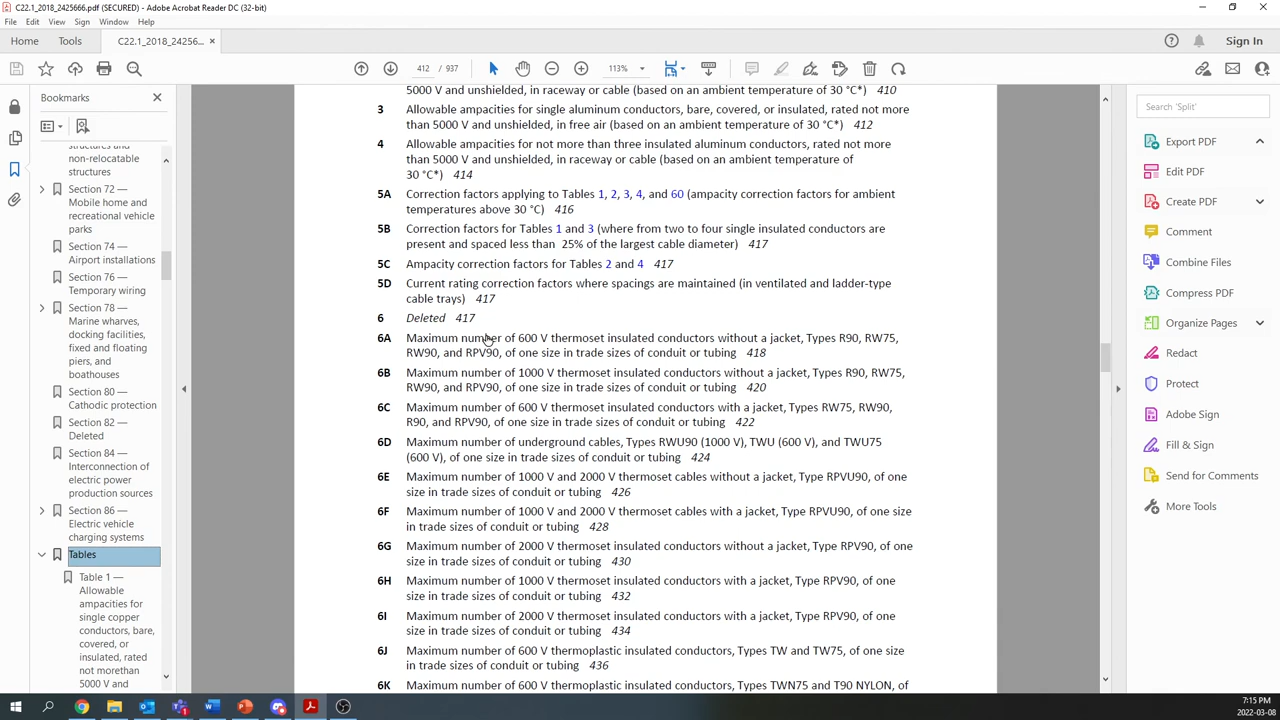 C22.1_2018_2425666.pdf (SECURED) - Adobe Acrobat Reader DC (32-bit)
File Edit View Sign Window Help
Home Tools C22.1_2018_24256... × Sign In
412 / 937 113%
Bookmarks
structures and
non-relocatable
structures
Section 72 —
Mobile home and
recreational vehicle
parks
Section 74 —
Airport installations
Section 76 —
Temporary wiring
Section 78 —
Marine wharves,
docking facilities,
fixed and floating
piers, and
boathouses
Section 80 —
Cathodic protection
Section 82 —
Deleted
Section 84 —
Interconnection of
electric power
production sources
Section 86 —
Electric vehicle
charging systems
Tables
Table 1 —
Allowable
ampacities for
single copper
conductors, bare,
covered, or
insulated, rated
not morethan
5000 V and
5000 V and unshielded, in raceway or cable (based on an ambient temperature of 30 °C*) 410
3 Allowable ampacities for single aluminum conductors, bare, covered, or insulated, rated not more
than 5000 V and unshielded, in free air (based on an ambient temperature of 30 °C*) 412
4 Allowable ampacities for not more than three insulated aluminum conductors, rated not more
than 5000 V and unshielded, in raceway or cable (based on an ambient temperature of
30 °C*) 414
5A Correction factors applying to Tables 1, 2, 3, 4, and 60 (ampacity correction factors for ambient
temperatures above 30 °C) 416
5B Correction factors for Tables 1 and 3 (where from two to four single insulated conductors are
present and spaced less than 25% of the largest cable diameter) 417
5C Ampacity correction factors for Tables 2 and 4 417
5D Current rating correction factors where spacings are maintained (in ventilated and ladder-type
cable trays) 417
6 Deleted 417
6A Maximum number of 600 V thermoset insulated conductors without a jacket, Types R90, RW75,
RW90, and RPV90, of one size in trade sizes of conduit or tubing 418
6B Maximum number of 1000 V thermoset insulated conductors without a jacket, Types R90, RW75,
RW90, and RPV90, of one size in trade sizes of conduit or tubing 420
6C Maximum number of 600 V thermoset insulated conductors with a jacket, Types RW75, RW90,
R90, and RPV90, of one size in trade sizes of conduit or tubing 422
6D Maximum number of underground cables, Types RWU90 (1000 V), TWU (600 V), and TWU75
(600 V), of one size in trade sizes of conduit or tubing 424
6E Maximum number of 1000 V and 2000 V thermoset cables without a jacket, Type RPVU90, of one
size in trade sizes of conduit or tubing 426
6F Maximum number of 1000 V and 2000 V thermoset cables with a jacket, Type RPVU90, of one size
in trade sizes of conduit or tubing 428
6G Maximum number of 2000 V thermoset insulated conductors without a jacket, Type RPV90, of one
size in trade sizes of conduit or tubing 430
6H Maximum number of 1000 V thermoset insulated conductors with a jacket, Type RPV90, of one
size in trade sizes of conduit or tubing 432
6I Maximum number of 2000 V thermoset insulated conductors with a jacket, Type RPV90, of one
size in trade sizes of conduit or tubing 434
6J Maximum number of 600 V thermoplastic insulated conductors, Types TW and TW75, of one size
in trade sizes of conduit or tubing 436
6K Maximum number of 600 V thermoplastic insulated conductors, Types TWN75 and T90 NYLON, of
Search 'Split'
Export PDF
Edit PDF
Create PDF
Comment
Combine Files
Compress PDF
Organize Pages
Redact
Protect
Adobe Sign
Fill & Sign
Send for Comments
More Tools
7:15 PM
2022-03-08